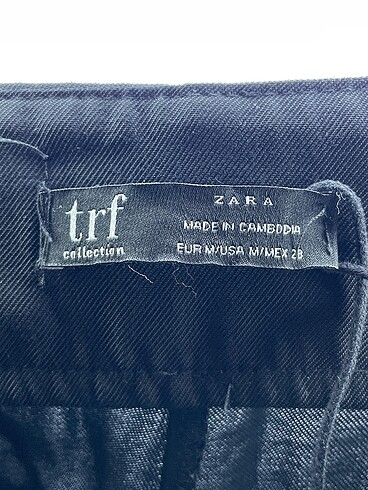 trf
collection
ZARA
MADE IN CAMBODIA
EUR M/USA M/MEX 28